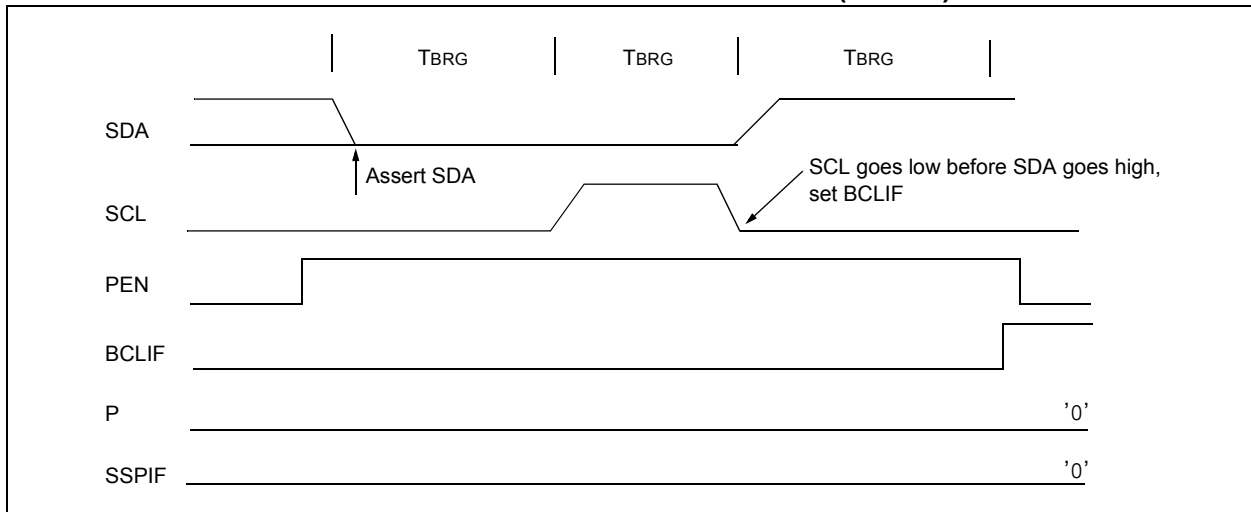 TBRG TBRG TBRG
SDA
Assert SDA
SCL goes low before SDA goes high,
set BCLIF
SCL
PEN
BCLIF
P '0'
SSPIF '0'